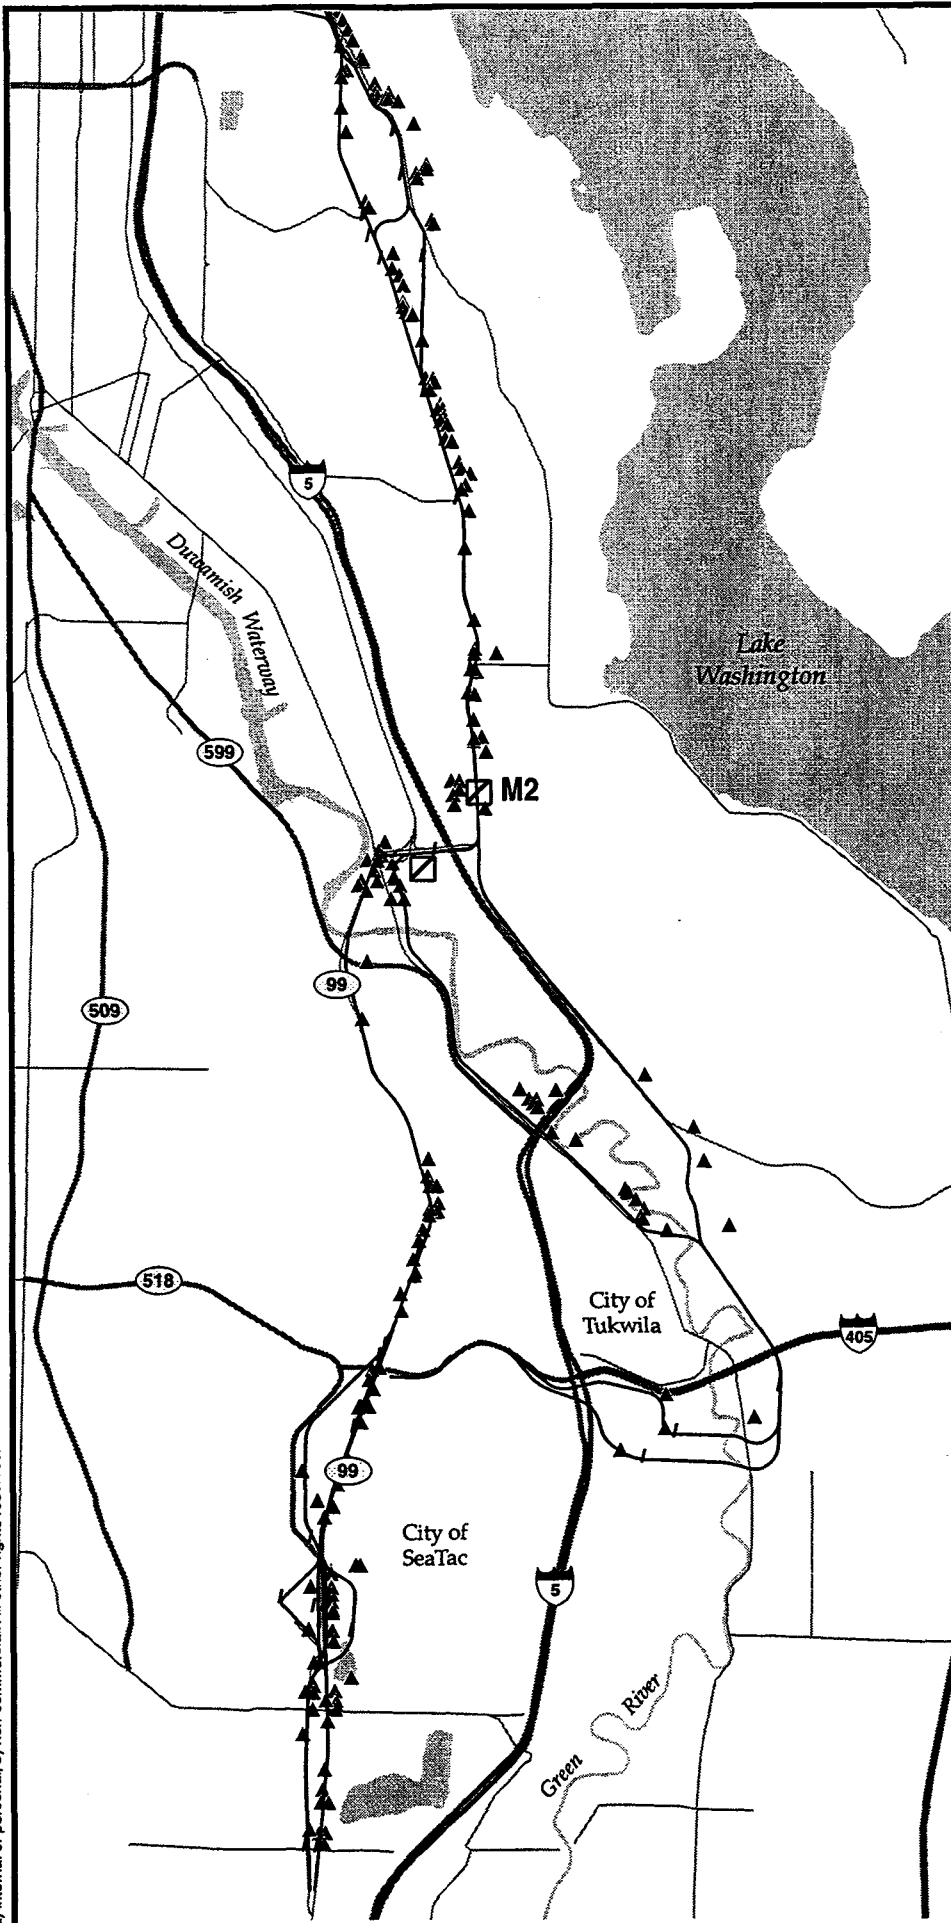 5
Duwamish
Waterway
Lake
Washington
599
M2
99
509
518
City of
Tukwila
405
99
City of
SeaTac
5
Green
River